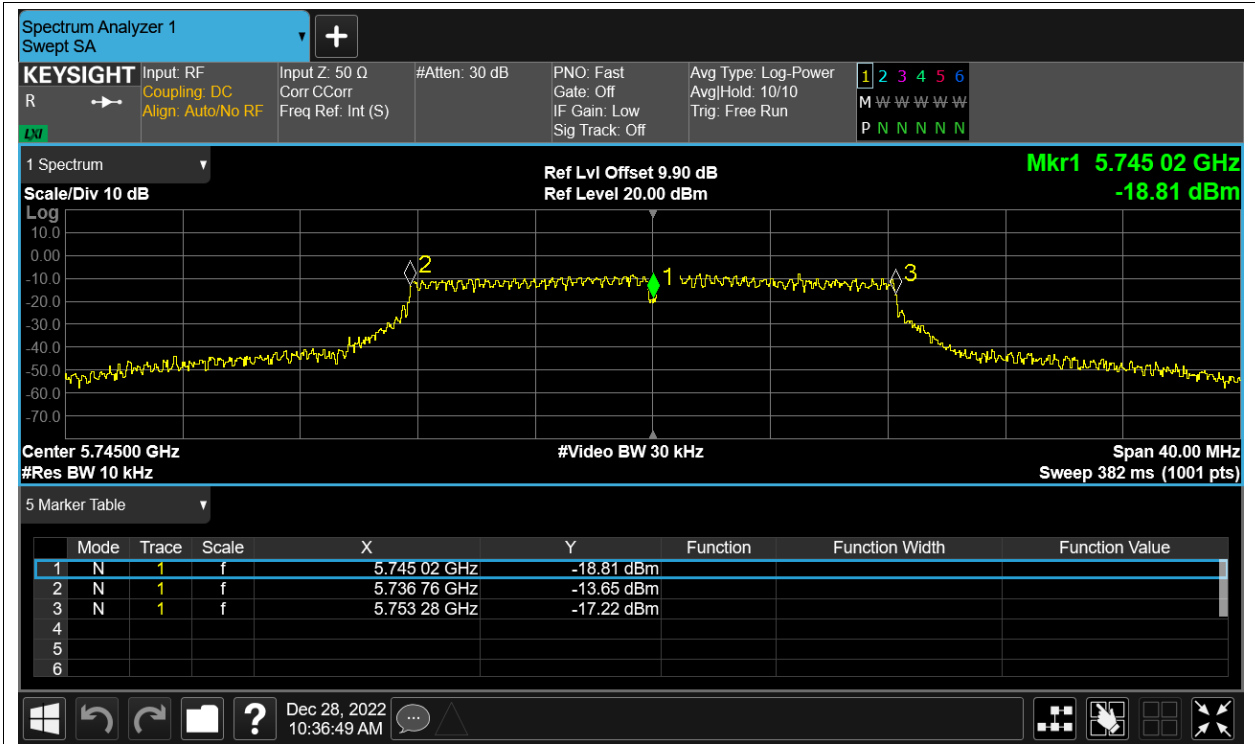 Spectrum Analyzer 1
Swept SA
+
KEYSIGHT
R
LXI
Input: RF
Coupling: DC
Align: Auto/No RF
Input Z: 50 Ω
Corr CCorr
Freq Ref: Int (S)
#Atten: 30 dB
PNO: Fast
Gate: Off
IF Gain: Low
Sig Track: Off
Avg Type: Log-Power
Avg|Hold: 10/10
Trig: Free Run
1 2 3 4 5 6
M W W W W W W
P N N N N N
1 Spectrum
Scale/Div 10 dB
Ref Lvl Offset 9.90 dB
Ref Level 20.00 dBm
Mkr1 5.745 02 GHz
-18.81 dBm
Log
10.0
0.00
-10.0
-20.0
-30.0
-40.0
-50.0
-60.0
-70.0
2
1
3
Center 5.74500 GHz
#Video BW 30 kHz
Span 40.00 MHz
#Res BW 10 kHz
Sweep 382 ms (1001 pts)
5 Marker Table
Mode Trace Scale X Y Function Function Width Function Value
1 N 1 f 5.745 02 GHz -18.81 dBm
2 N 1 f 5.736 76 GHz -13.65 dBm
3 N 1 f 5.753 28 GHz -17.22 dBm
4
5
6
?
Dec 28, 2022
10:36:49 AM